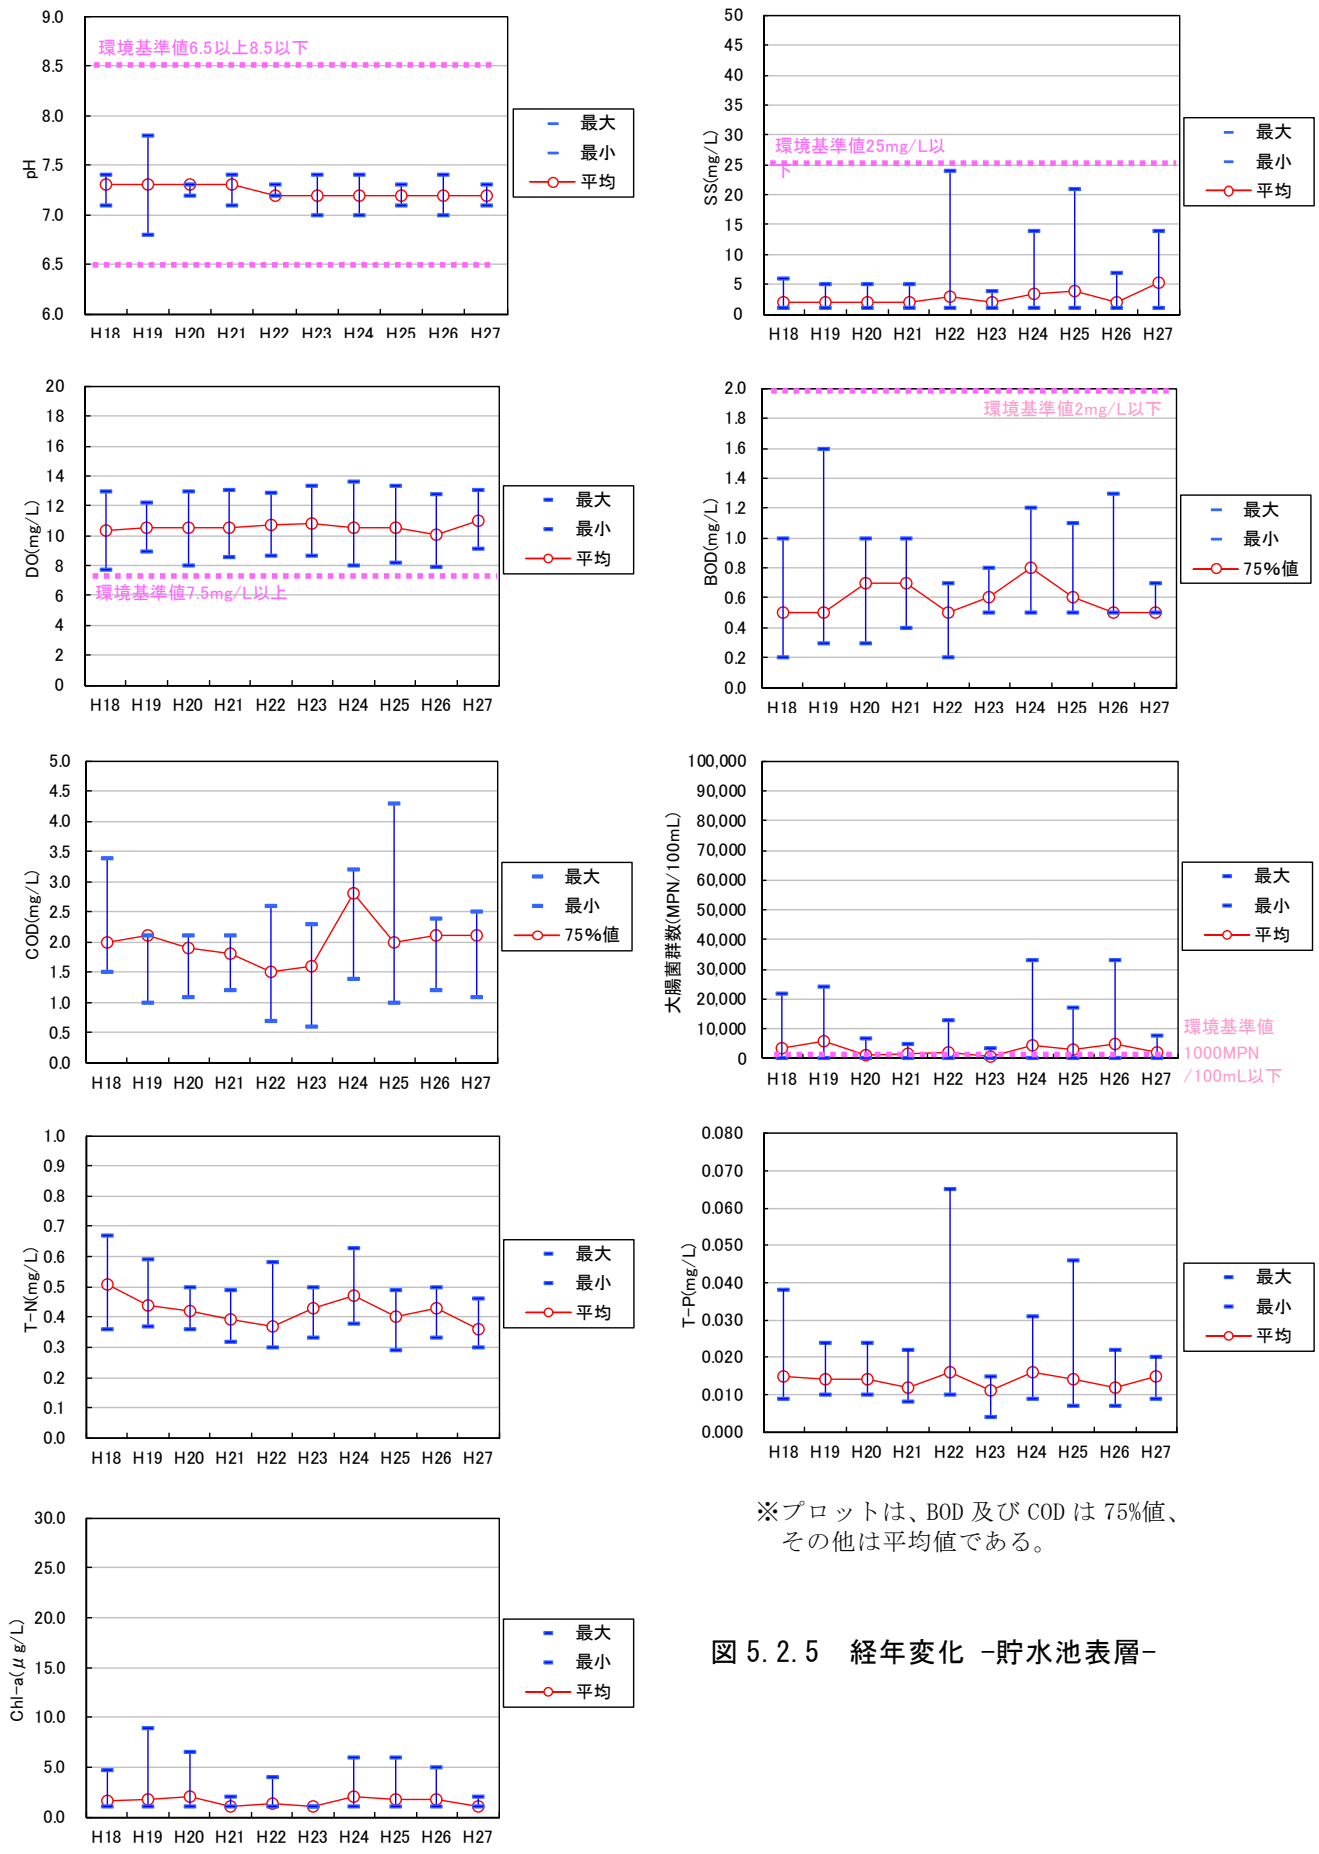 9.0
8.5
8.0
7.5
7.0
6.5
6.0
pH
環境基準値6.5以上8.5以下
H18 H19 H20 H21 H22 H23 H24 H25 H26 H27
最大
最小
平均
50
45
40
35
30
25
20
15
10
5
0
SS(mg/L)
環境基準値25mg/L以
下
H18 H19 H20 H21 H22 H23 H24 H25 H26 H27
最大
最小
平均
20
18
16
14
12
10
8
6
4
2
0
DO(mg/L)
環境基準値7.5mg/L以上
H18 H19 H20 H21 H22 H23 H24 H25 H26 H27
最大
最小
平均
2.0
1.8
1.6
1.4
1.2
1.0
0.8
0.6
0.4
0.2
0.0
BOD(mg/L)
環境基準値2mg/L以下
H18 H19 H20 H21 H22 H23 H24 H25 H26 H27
最大
最小
75%値
5.0
4.5
4.0
3.5
3.0
2.5
2.0
1.5
1.0
0.5
0.0
COD(mg/L)
H18 H19 H20 H21 H22 H23 H24 H25 H26 H27
最大
最小
75%値
100,000
90,000
80,000
70,000
60,000
50,000
40,000
30,000
20,000
10,000
0
大腸菌群数(MPN/100mL)
H18 H19 H20 H21 H22 H23 H24 H25 H26 H27
最大
最小
平均
環境基準値
1000MPN
/100mL以下
1.0
0.9
0.8
0.7
0.6
0.5
0.4
0.3
0.2
0.1
0.0
T-N(mg/L)
H18 H19 H20 H21 H22 H23 H24 H25 H26 H27
最大
最小
平均
0.080
0.070
0.060
0.050
0.040
0.030
0.020
0.010
0.000
T-P(mg/L)
H18 H19 H20 H21 H22 H23 H24 H25 H26 H27
最大
最小
平均
30.0
25.0
20.0
15.0
10.0
5.0
0.0
Chl-a(μg/L)
H18 H19 H20 H21 H22 H23 H24 H25 H26 H27
最大
最小
平均
※プロットは、BOD 及び COD は 75%値、
その他は平均値である。
図 5.2.5 経年変化 -貯水池表層-